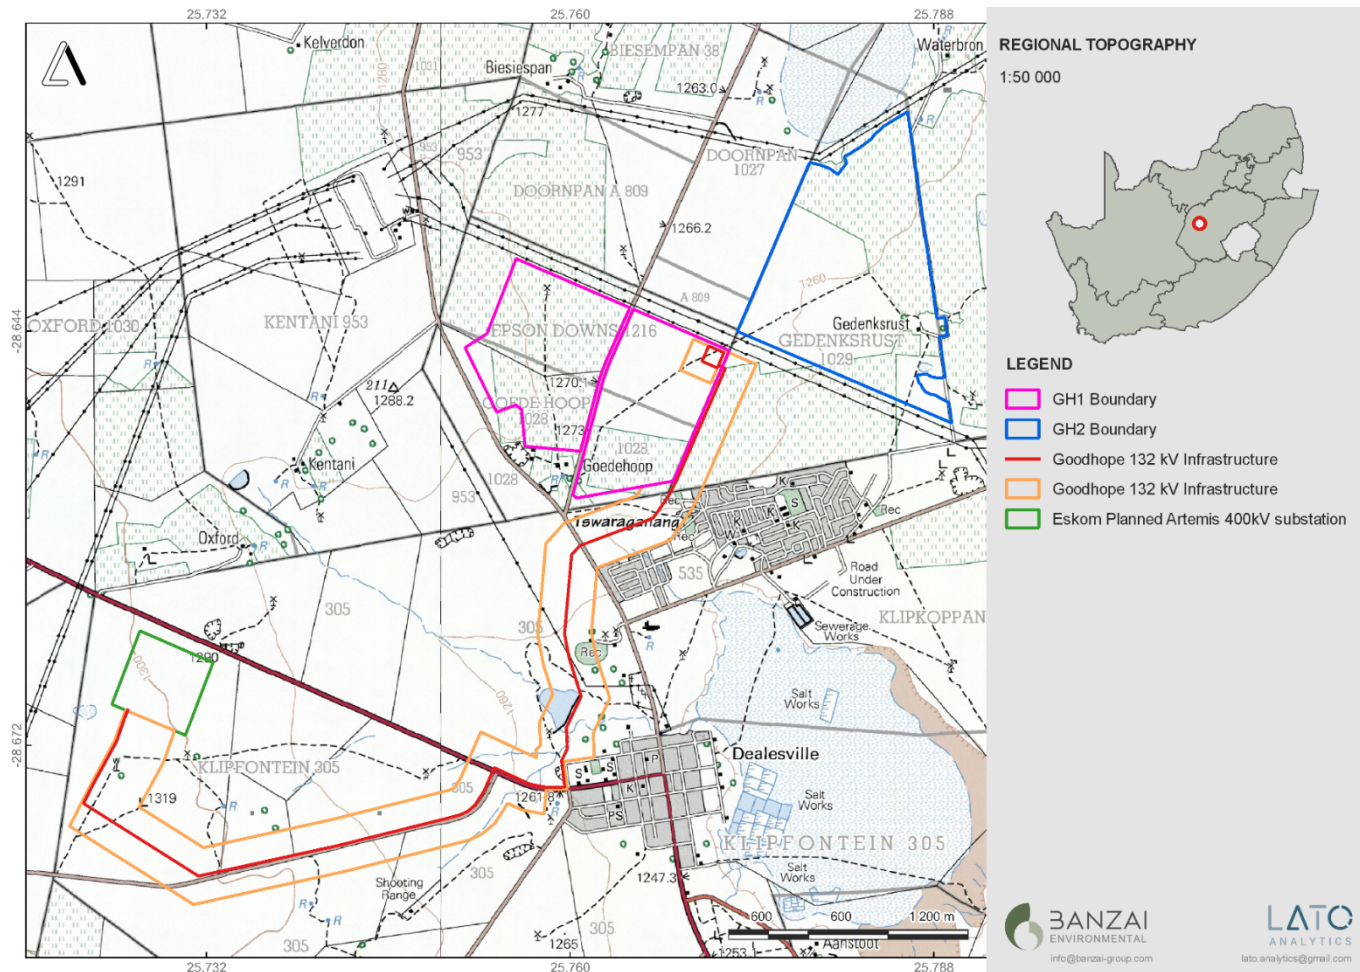 25.732
25.760
25.788
Kelverdon
BIESEMPAN 38
Waterbron
Biesiespan
1031
1280
1263.0
R
R
R
1277
953
953
DOORNPAN
1027
1291
DOORNPAN A 809
1266.2
-28.644
OXFORD 1030
KENTANI 953
A 809
1260
EPSON DOWNS 1216
Gedenksrust
GEDENKSRUST
1029
211
1288.2
1270.1
GOEDE HOOP
1028
1273
1028
Goedehoop
Kentani
1028
953
R
R
R
R
Rec
Tswaraganang
Rec
K
S
K
K
K
W
Rec
Oxford
R
535
Road
Under
Construction
305
305
KLIPKOPPAN
Sewerage
Works
R
Rec
1290
1300
1260
Salt
Works
-28.672
Dealesville
KLIPFONTEIN 305
W
S
S
P
K
PS
305
1261.8
1319
R
R
Salt
Works
KLIPFONTEIN 305
305
Shooting
Range
1247.3
Salt
Works
R
R
305
305
1265
600
600
1 200 m
1253
Aanstoot
25.732
25.760
25.788
REGIONAL TOPOGRAPHY
1:50 000
LEGEND
GH1 Boundary
GH2 Boundary
Goodhope 132 kV Infrastructure
Goodhope 132 kV Infrastructure
Eskom Planned Artemis 400kV substation
BANZAI
ENVIRONMENTAL
info@banzai-group.com
LATO
ANALYTICS
lato.analytics@gmail.com